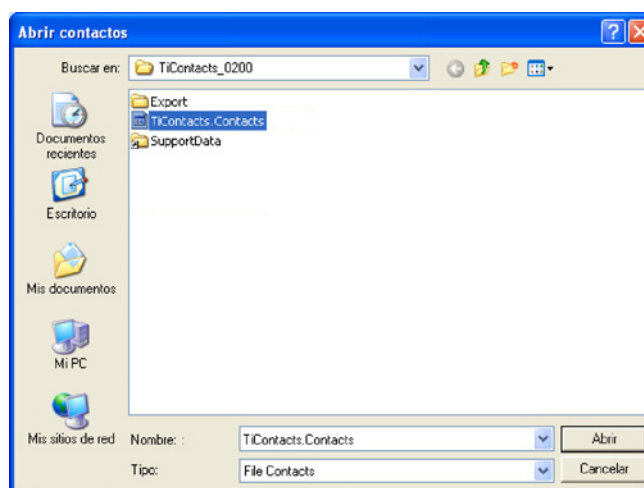 Abrir contactos
Buscar en: TiContacts_0200
Export
TiContacts.Contacts
SupportData
Documentos
recientes
Escritorio
Mis documentos
Mi PC
Mis sitios de red
Nombre: : TiContacts.Contacts Abrir
Tipo: File Contacts Cancelar